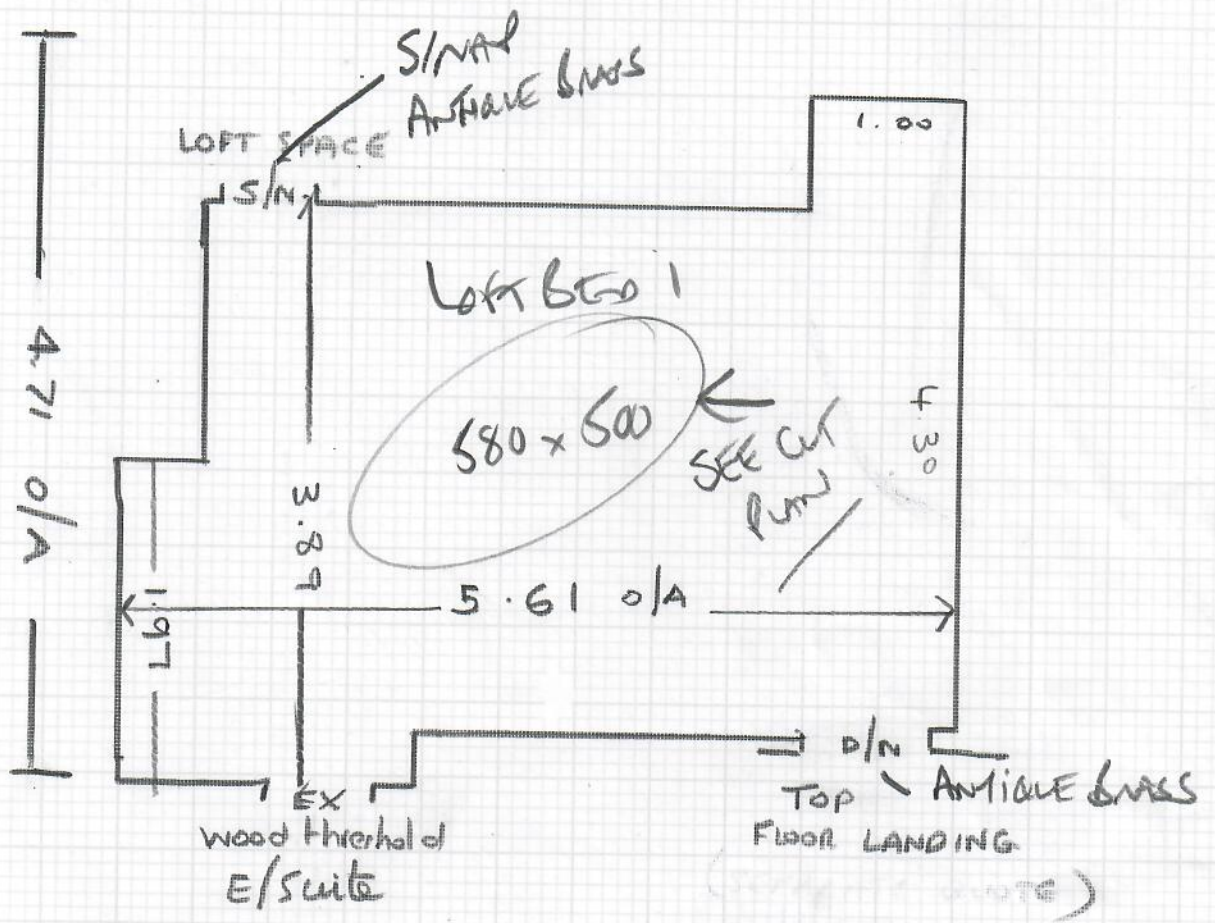 S/NAP
ANTIQUE BRASS
LOFT SPACE
S/N
1.00
LOFT BED 1
580 x 500
SEE CUT
PLAN
4.30
4.71 O/A
3.89
5.61 O/A
1.97
EX
wood threshold
E/Suite
D/N
TOP
FLOOR LANDING
ANTIQUE BRASS